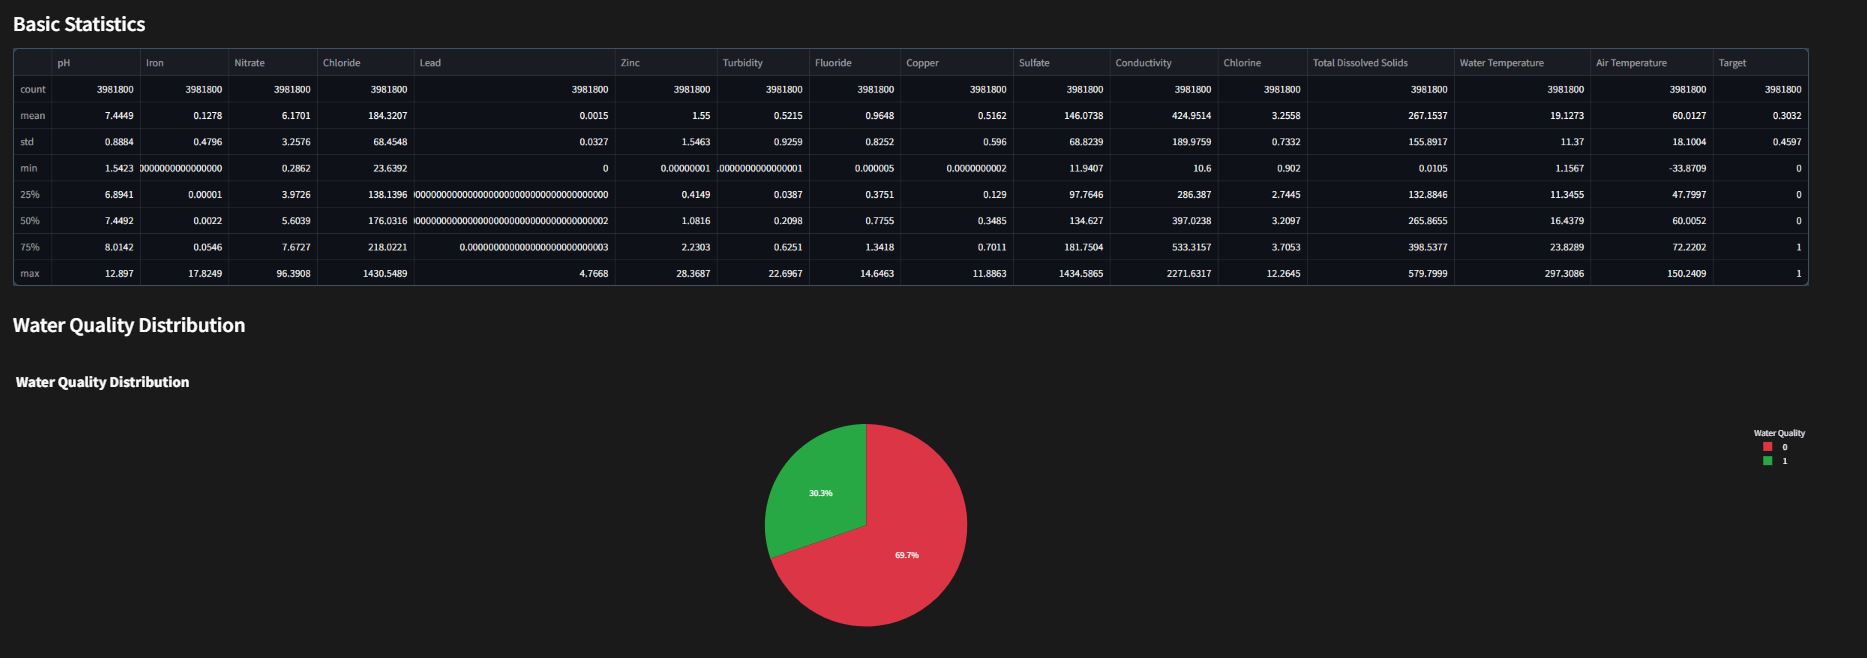 Basic Statistics
pH Iron Nitrate Chloride Lead Zinc Turbidity Fluoride Copper Sulfate Conductivity Chlorine Total Dissolved Solids Water Temperature Air Temperature Target
count 3981800 3981800 3981800 3981800 3981800 3981800 3981800 3981800 3981800 3981800 3981800 3981800 3981800 3981800 3981800 3981800
mean 7.4449 0.1278 6.1701 184.3207 0.0015 1.55 0.5215 0.9648 0.5162 146.0738 424.9514 3.2558 267.1537 19.1273 60.0127 0.3032
std 0.8884 0.4796 3.2576 68.4548 0.0327 1.5463 0.9259 0.8252 0.596 68.8239 189.9759 0.7332 155.8917 11.37 18.1004 0.4597
min 1.5423 0.2862 23.6392 0 0.00000001 0.000005 0.0000000002 11.9407 10.6 0.902 0.0105 1.1567 -33.8709 0
25% 6.8941 0.00001 3.9726 138.1396 0.4149 0.0387 0.3751 0.129 97.7646 286.387 2.7445 132.8846 11.3455 47.7997 0
50% 7.4492 0.0022 5.6039 176.0316 1.0816 0.2098 0.7755 0.3485 134.627 397.0238 3.2097 265.8655 16.4379 60.0052 0
75% 8.0142 0.0546 7.6727 218.0221 2.2303 0.6251 1.3418 0.7011 181.7504 533.3157 3.7053 398.5377 23.8289 72.2202 1
max 12.897 17.8249 96.3908 1430.5489 4.7668 28.3687 22.6967 14.6463 11.8863 1434.5865 2271.6317 12.2645 579.7999 297.3086 150.2409 1
Water Quality Distribution
Water Quality Distribution
Water Quality
0
1
30.3%
69.7%